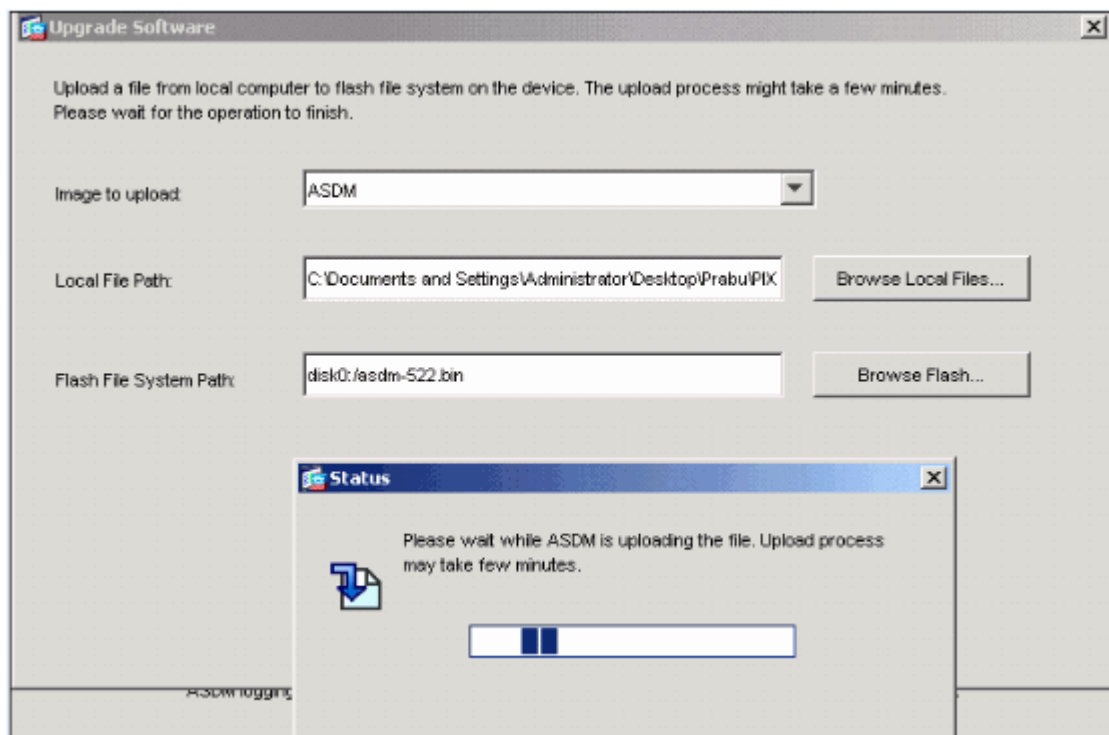 Upgrade Software
Upload a file from local computer to flash file system on the device. The upload process might take a few minutes.
Please wait for the operation to finish.
Image to upload:
ASDM
Local File Path:
C:\Documents and Settings\Administrator\Desktop\Prabu\PIX
Browse Local Files...
Flash File System Path:
disk0:/asdm-522.bin
Browse Flash...
Status
Please wait while ASDM is uploading the file. Upload process
may take few minutes.
ASDM logging